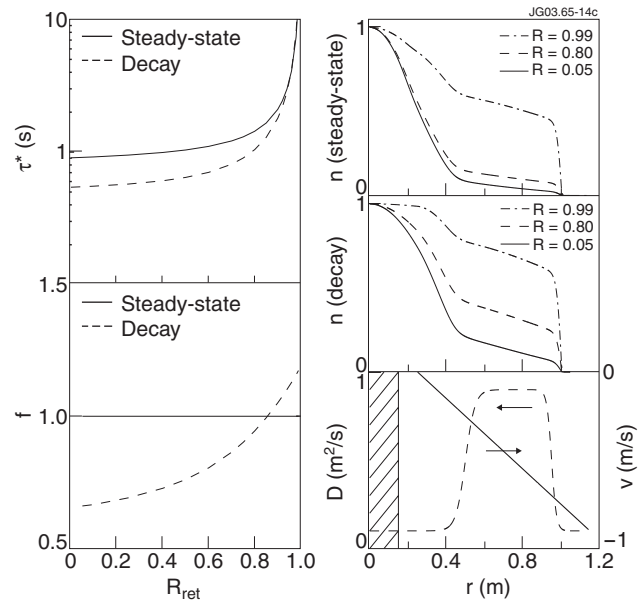 JG03.65-14c
10
1
τ* (s)
Steady-state
Decay
1.5
1.0
0.5
f
Steady-state
Decay
0
0.2
0.4
0.6
0.8
1.0
R_ret
1
0
n (steady-state)
R = 0.99
R = 0.80
R = 0.05
1
0
n (decay)
R = 0.99
R = 0.80
R = 0.05
1
0
D (m²/s)
0
−1
v (m/s)
0
0.4
0.8
1.2
r (m)